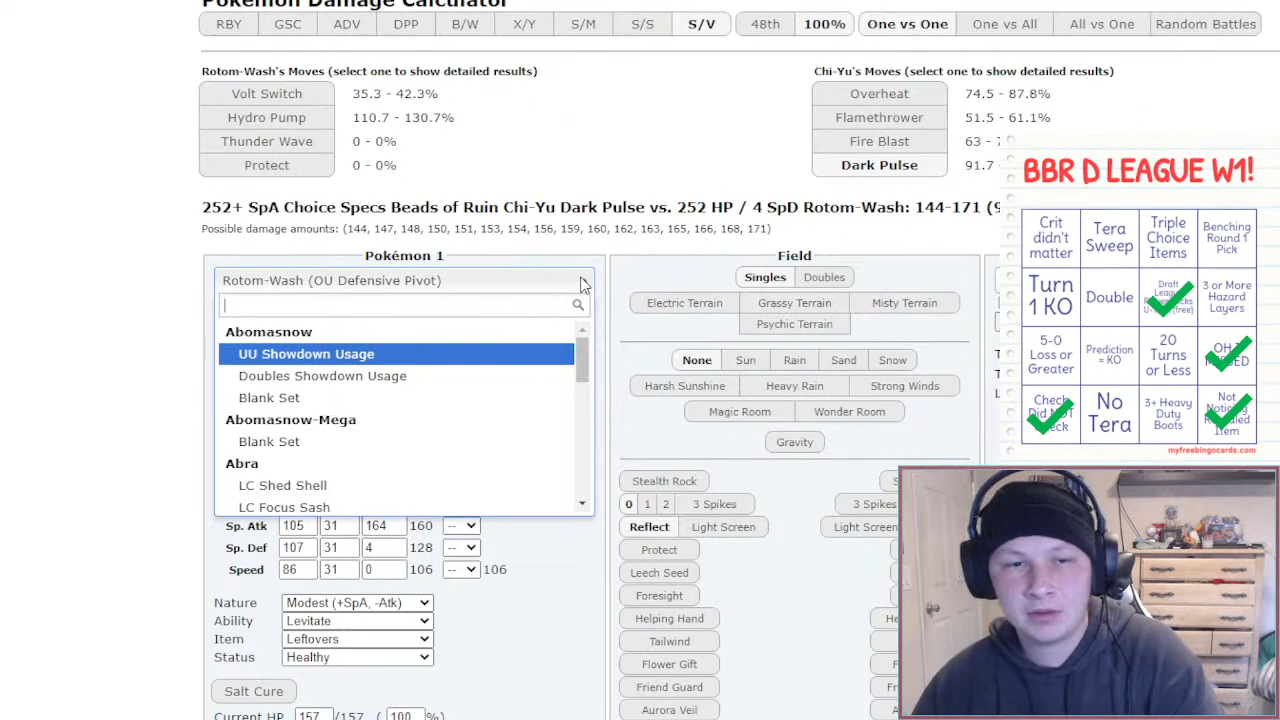 Pokémon Damage Calculator
RBY GSC ADV DPP B/W X/Y S/M S/S S/V 48th 100% One vs One One vs All All vs One Random Battles
Rotom-Wash's Moves (select one to show detailed results)
Volt Switch 35.3 - 42.3%
Hydro Pump 110.7 - 130.7%
Thunder Wave 0 - 0%
Protect 0 - 0%
Chi-Yu's Moves (select one to show detailed results)
Overheat 74.5 - 87.8%
Flamethrower 51.5 - 61.1%
Fire Blast 63 -
Dark Pulse 91.7
252+ SpA Choice Specs Beads of Ruin Chi-Yu Dark Pulse vs. 252 HP / 4 SpD Rotom-Wash: 144-171 (9
Possible damage amounts: (144, 147, 148, 150, 151, 153, 154, 156, 159, 160, 162, 163, 165, 166, 168, 171)
Pokémon 1
Rotom-Wash (OU Defensive Pivot)
Abomasnow
UU Showdown Usage
Doubles Showdown Usage
Blank Set
Abomasnow-Mega
Blank Set
Abra
LC Shed Shell
LC Focus Sash
Sp. Atk 105 31 164 160 --
Sp. Def 107 31 4 128 --
Speed 86 31 0 106 -- 106
Nature Modest (+SpA, -Atk)
Ability Levitate
Item Leftovers
Status Healthy
Salt Cure
Current HP 157 /157 ( 100 %)
Field
Singles Doubles
Electric Terrain Grassy Terrain Misty Terrain
Psychic Terrain
None Sun Rain Sand Snow
Harsh Sunshine Heavy Rain Strong Winds
Magic Room Wonder Room
Gravity
Stealth Rock
0 1 2 3 Spikes 3 Spikes
Reflect Light Screen Light Screen
Protect
Leech Seed
Foresight
Helping Hand
Tailwind
Flower Gift
Friend Guard
Aurora Veil
BBR D LEAGUE W1!
Crit
didn't
matter
Tera
Sweep
Triple
Choice
Items
Benching
Round 1
Pick
Turn
1 KO
Double
Draft
3 or More
Hazard
Layers
5-0
Loss or
Greater
Prediction
= KO
20
Turns
or Less
Check
Did NOT
No
Tera
3+ Heavy
Duty
Boots
Not
Item
myfreebingocards.com